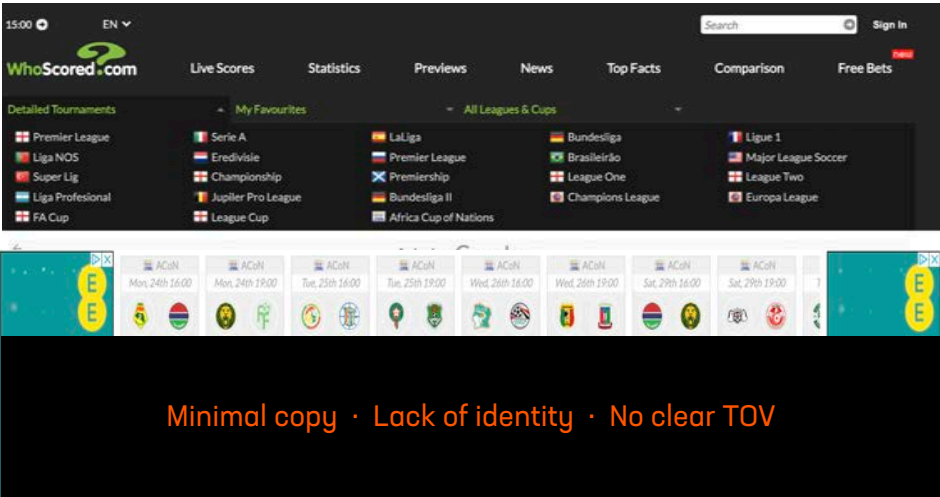 15:00 EN Search Sign In
new
WhoScored.com Live Scores Statistics Previews News Top Facts Comparison Free Bets
Detailed Tournaments My Favourites All Leagues & Cups
Premier League Serie A LaLiga Bundesliga Ligue 1
Liga NOS Eredivisie Premier League Brasileirão Major League Soccer
Super Lig Championship Premiership League One League Two
Liga Profesional Jupiler Pro League Bundesliga II Champions League Europa League
FA Cup League Cup Africa Cup of Nations
ACoN ACoN ACoN ACoN ACoN ACoN ACoN ACoN
Mon, 24th 16:00 Mon, 24th 19:00 Tue, 25th 16:00 Tue, 25th 19:00 Wed, 26th 16:00 Wed, 26th 19:00 Sat, 29th 16:00 Sat, 29th 19:00
EE EE
Minimal copy · Lack of identity · No clear TOV